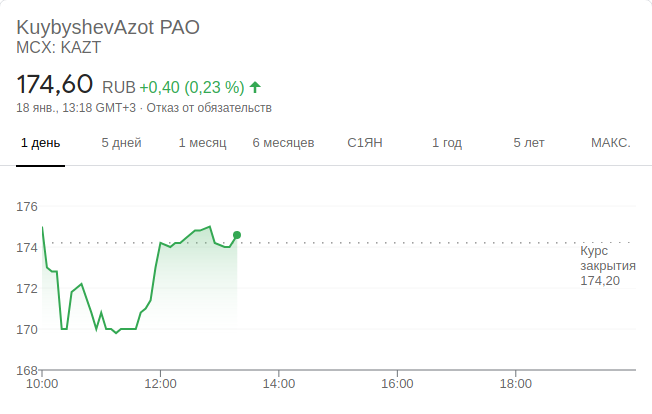 KuybyshevAzot PAO
MCX: KAZT
174,60 RUB +0,40 (0,23 %)
18 янв., 13:18 GMT+3 · Отказ от обязательств
1 день 5 дней 1 месяц 6 месяцев С1ЯН 1 год 5 лет МАКС.
176
174
172
170
168
Курс
закрытия
174,20
10:00 12:00 14:00 16:00 18:00